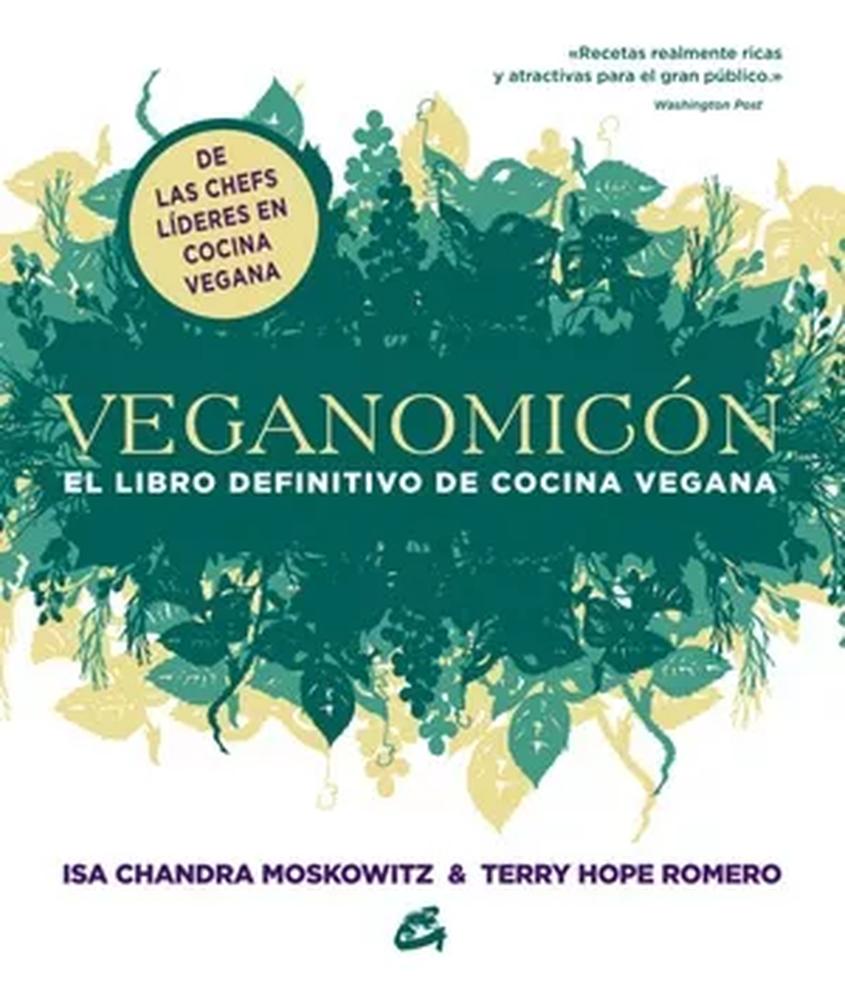 «Recetas realmente ricas
y atractivas para el gran público.»
Washington Post
DE
LAS CHEFS
LÍDERES EN
COCINA
VEGANA
VEGANOMICÓN
EL LIBRO DEFINITIVO DE COCINA VEGANA
ISA CHANDRA MOSKOWITZ & TERRY HOPE ROMERO